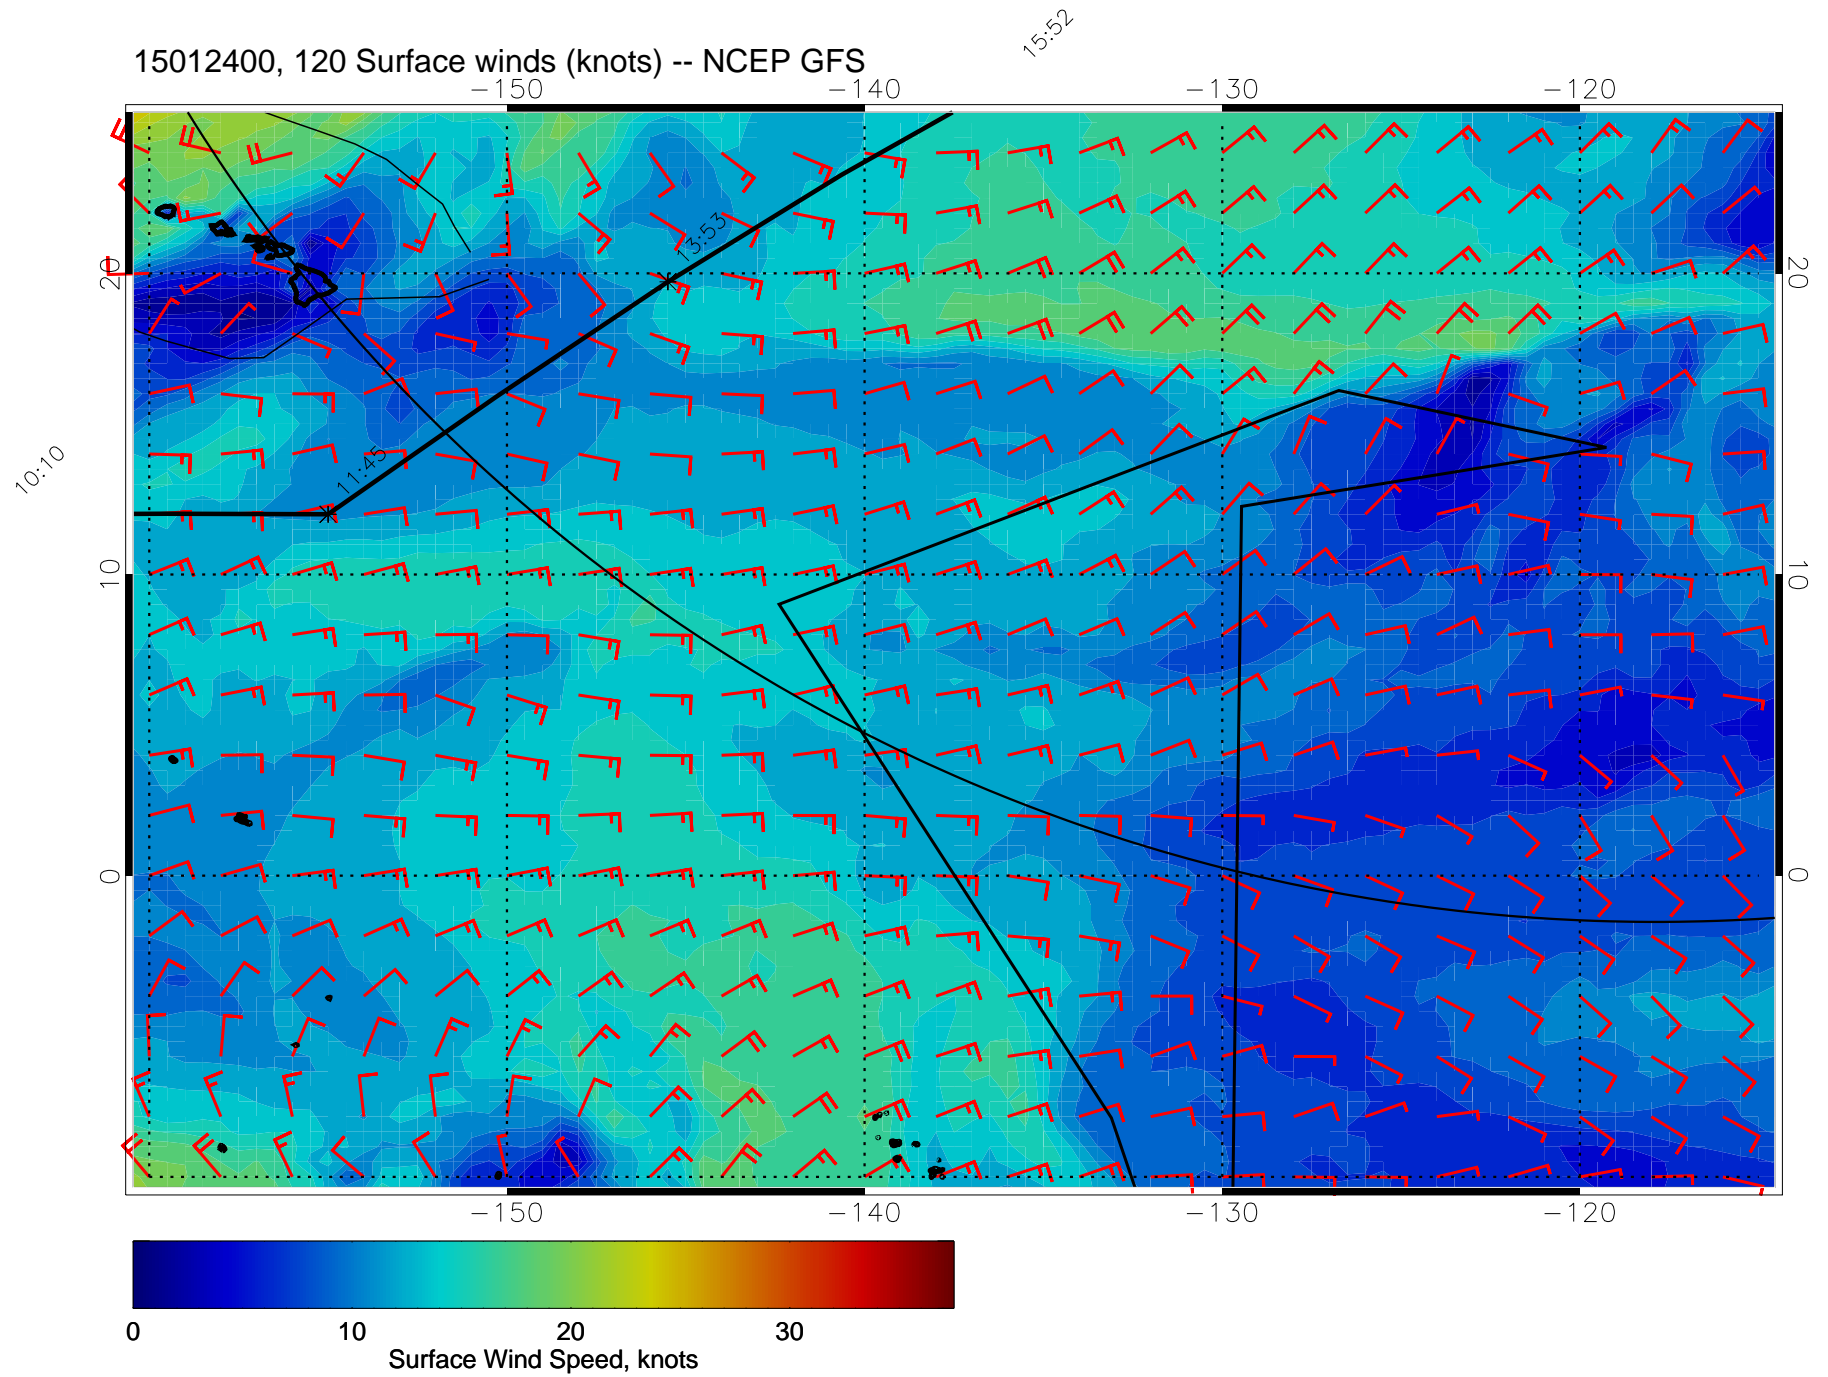 15:52
15012400, 120 Surface winds (knots) -- NCEP GFS
-150 -140 -130 -120
13:53
20 20
10:10
11:45
10 10
0 0
-150 -140 -130 -120
0 10 20 30
Surface Wind Speed, knots